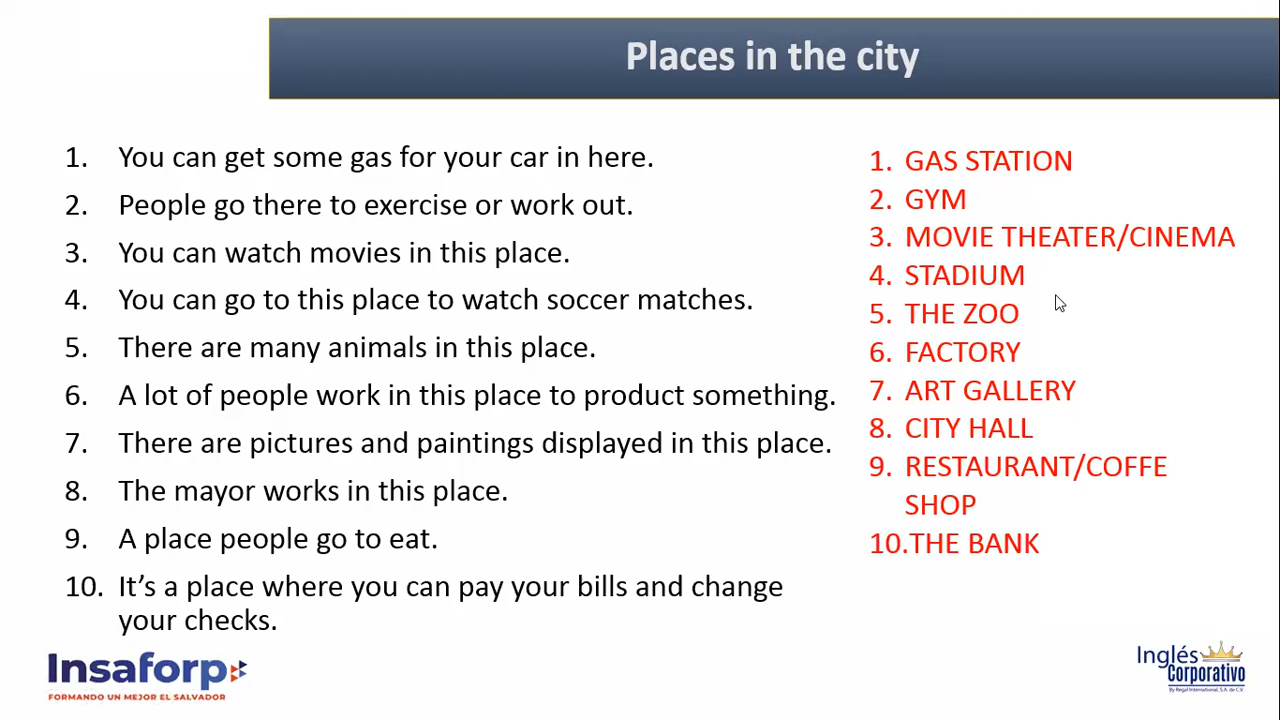 Places in the city
1. You can get some gas for your car in here.
2. People go there to exercise or work out.
3. You can watch movies in this place.
4. You can go to this place to watch soccer matches.
5. There are many animals in this place.
6. A lot of people work in this place to product something.
7. There are pictures and paintings displayed in this place.
8. The mayor works in this place.
9. A place people go to eat.
10. It’s a place where you can pay your bills and change
your checks.
1. GAS STATION
2. GYM
3. MOVIE THEATER/CINEMA
4. STADIUM
5. THE ZOO
6. FACTORY
7. ART GALLERY
8. CITY HALL
9. RESTAURANT/COFFE
SHOP
10.THE BANK
Insaforp
FORMANDO UN MEJOR EL SALVADOR
Inglés
Corporativo
By Regal International, S.A. de C.V.